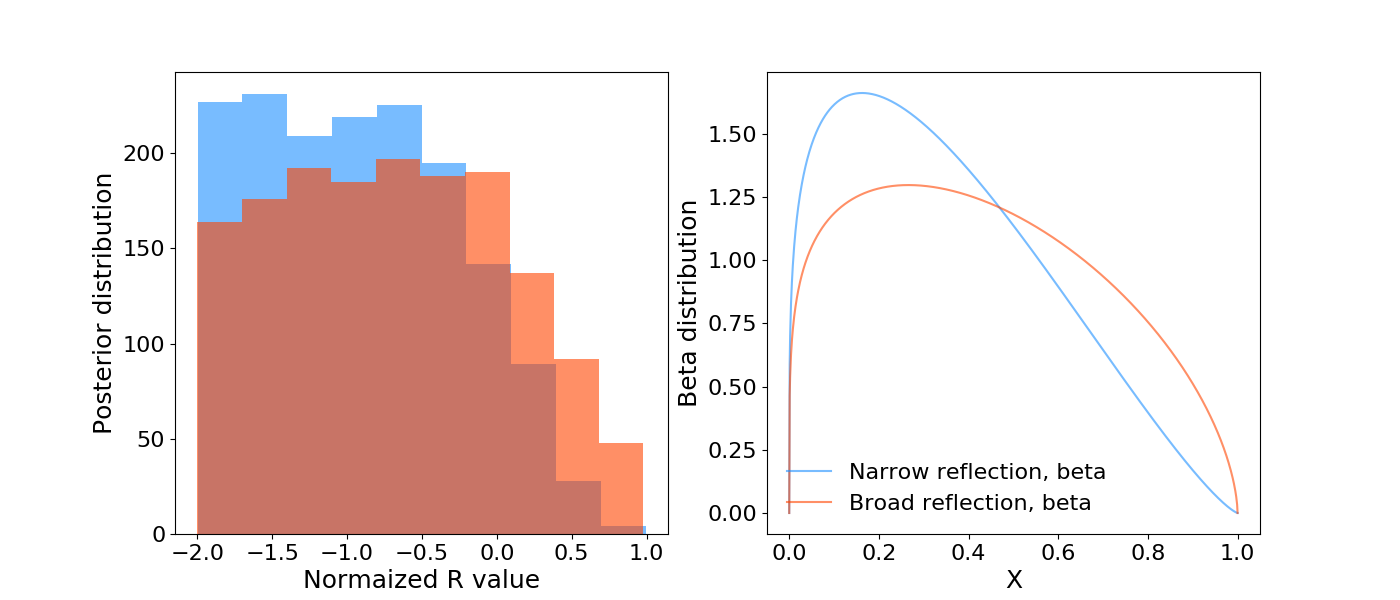 200
150
100
50
0
−2.0 −1.5 −1.0 −0.5 0.0 0.5 1.0
Normaized R value
Posterior distribution
1.50
1.25
1.00
0.75
0.50
0.25
0.00
0.0 0.2 0.4 0.6 0.8 1.0
X
Beta distribution
Narrow reflection, beta
Broad reflection, beta